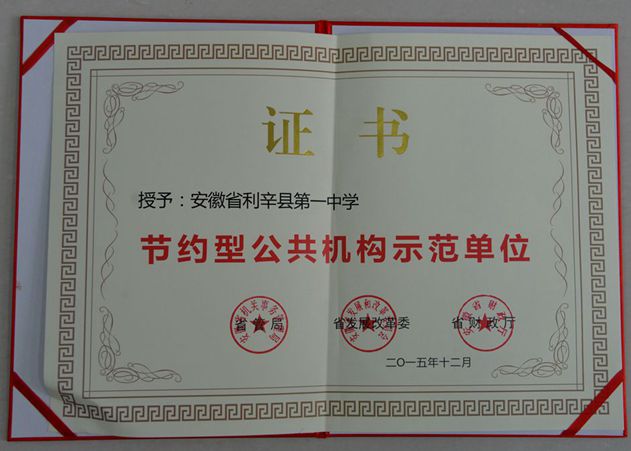 证书
授予：安徽省利辛县第一中学
节约型公共机构示范单位
省管局 省发展改革委 省财政厅
二〇一五年十二月